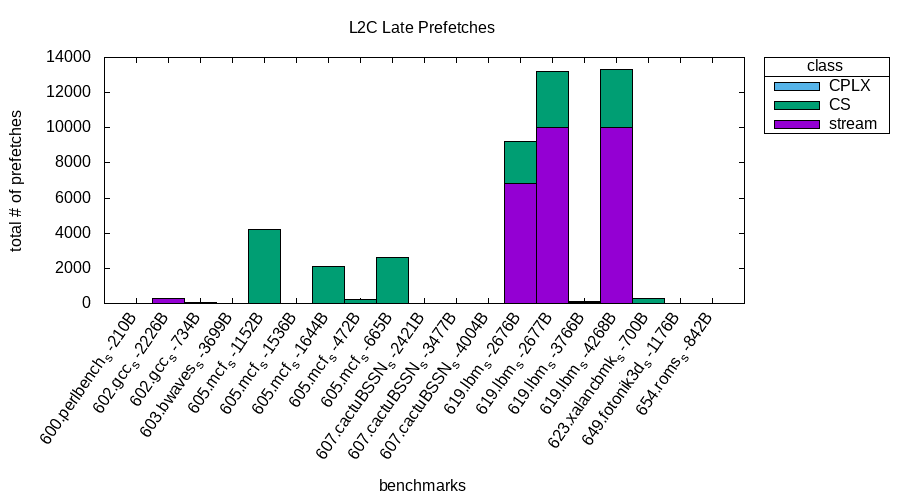 L2C Late Prefetches
total # of prefetches
14000
12000
10000
8000
6000
4000
2000
0
class
CPLX
CS
stream
600.perlbench_s -210B
602.gcc_s -2226B
602.gcc_s -734B
603.bwaves_s -3699B
605.mcf_s -1152B
605.mcf_s -1536B
605.mcf_s -1644B
605.mcf_s -472B
605.mcf_s -665B
607.cactuBSSN_s -2421B
607.cactuBSSN_s -3477B
607.cactuBSSN_s -4004B
619.lbm_s -2676B
619.lbm_s -2677B
619.lbm_s -3766B
619.lbm_s -4268B
623.xalancbmk_s -700B
649.fotonik3d_s -1176B
654.roms_s -842B
benchmarks